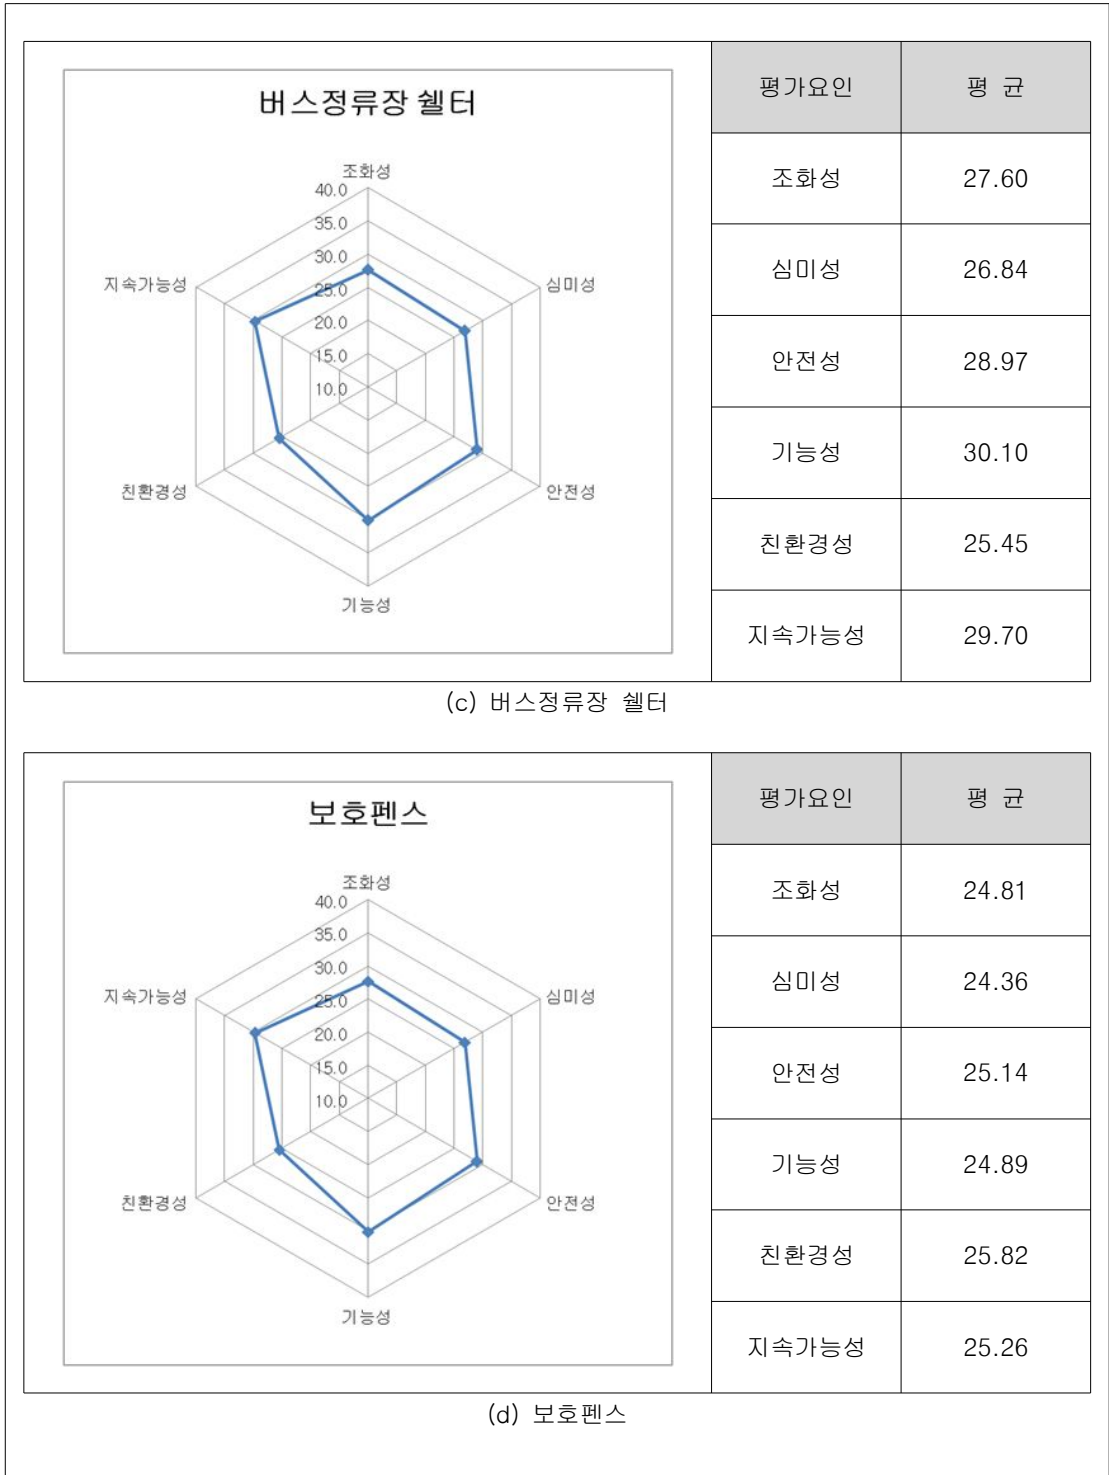 버스정류장 쉘터
조화성
40.0
35.0
30.0
25.0
20.0
15.0
10.0
지속가능성
심미성
친환경성
안전성
기능성
평가요인 평 균
조화성 27.60
심미성 26.84
안전성 28.97
기능성 30.10
친환경성 25.45
지속가능성 29.70
(c) 버스정류장 쉘터
보호펜스
조화성
40.0
35.0
30.0
25.0
20.0
15.0
10.0
지속가능성
심미성
친환경성
안전성
기능성
평가요인 평 균
조화성 24.81
심미성 24.36
안전성 25.14
기능성 24.89
친환경성 25.82
지속가능성 25.26
(d) 보호펜스